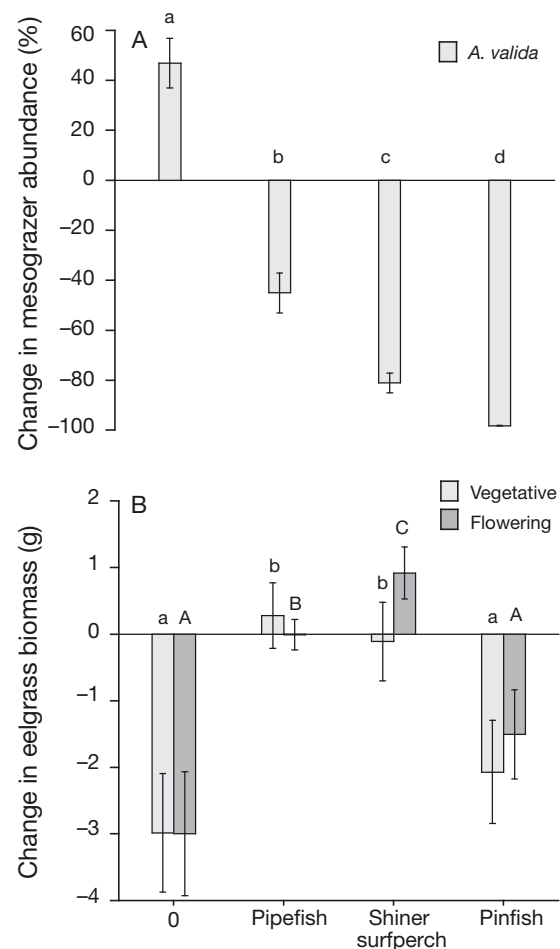 A
A. valida
Change in mesograzer abundance (%)
60
40
20
0
−20
−40
−60
−80
−100
a
b
c
d
B
Vegetative
Flowering
Change in eelgrass biomass (g)
2
1
0
−1
−2
−3
−4
a A
b B
b C
a A
0
Pipefish
Shiner
surfperch
Pinfish